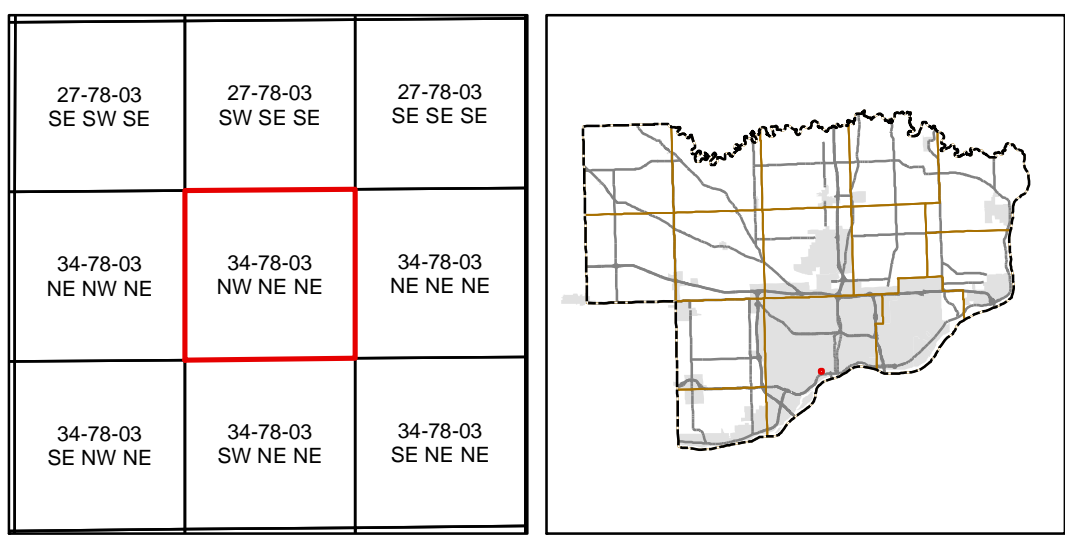 27-78-03
SE SW SE
27-78-03
SW SE SE
27-78-03
SE SE SE
34-78-03
NE NW NE
34-78-03
NW NE NE
34-78-03
NE NE NE
34-78-03
SE NW NE
34-78-03
SW NE NE
34-78-03
SE NE NE